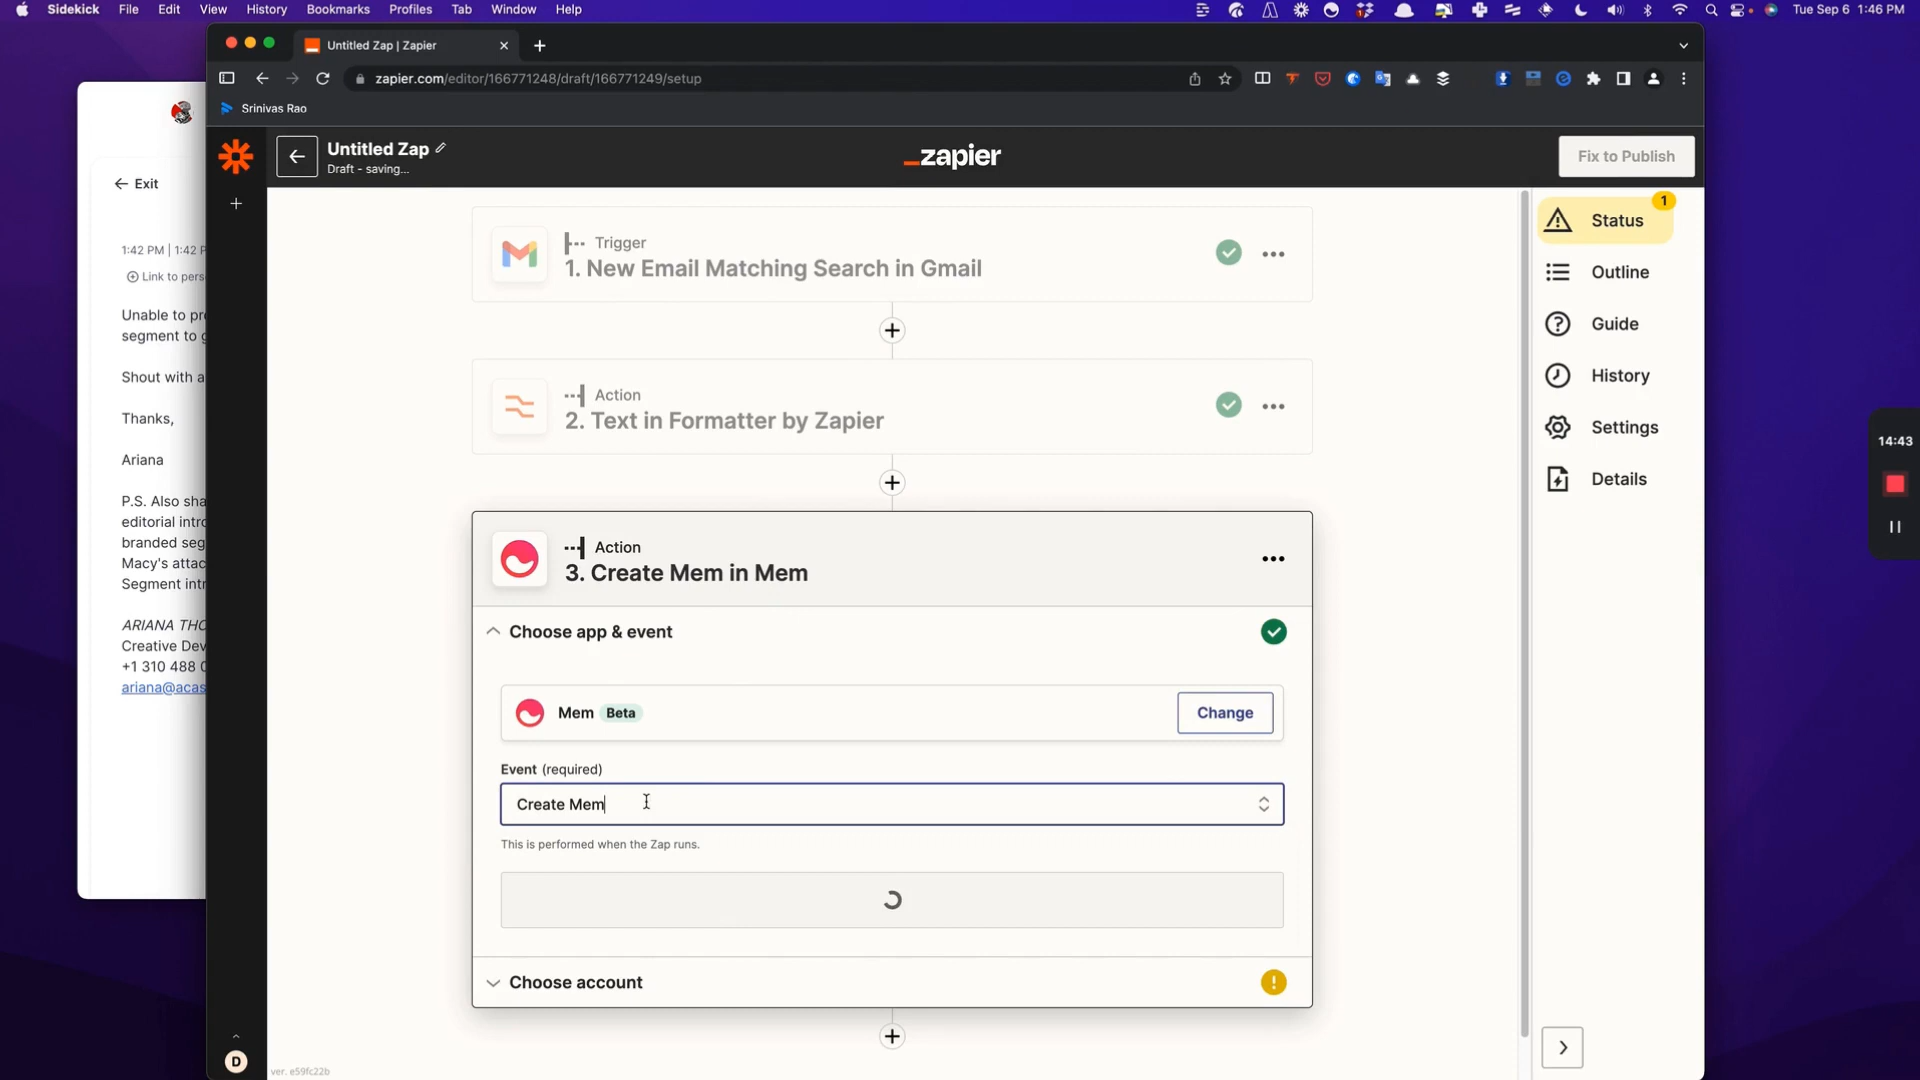 Sidekick File Edit View History Bookmarks Profiles Tab Window Help Tue Sep 6 1:46 PM
Untitled Zap | Zapier
zapier.com/editor/166771248/draft/166771249/setup
Srinivas Rao
Exit
1:42 PM | 1:42 P
Link to pers
Unable to pr
segment to g
Shout with a
Thanks,
Ariana
P.S. Also sha
editorial intro
branded seg
Macy's attac
Segment intr
ARIANA THO
Creative Dev
+1 310 488 0
ariana@acas
Untitled Zap
Draft - saving...
zapier
Fix to Publish
Trigger
1. New Email Matching Search in Gmail
Action
2. Text in Formatter by Zapier
Action
3. Create Mem in Mem
Choose app & event
Mem Beta
Change
Event (required)
Create Mem
This is performed when the Zap runs.
Choose account
1
Status
Outline
Guide
History
Settings
Details
14:43
D
ver. e59fc22b